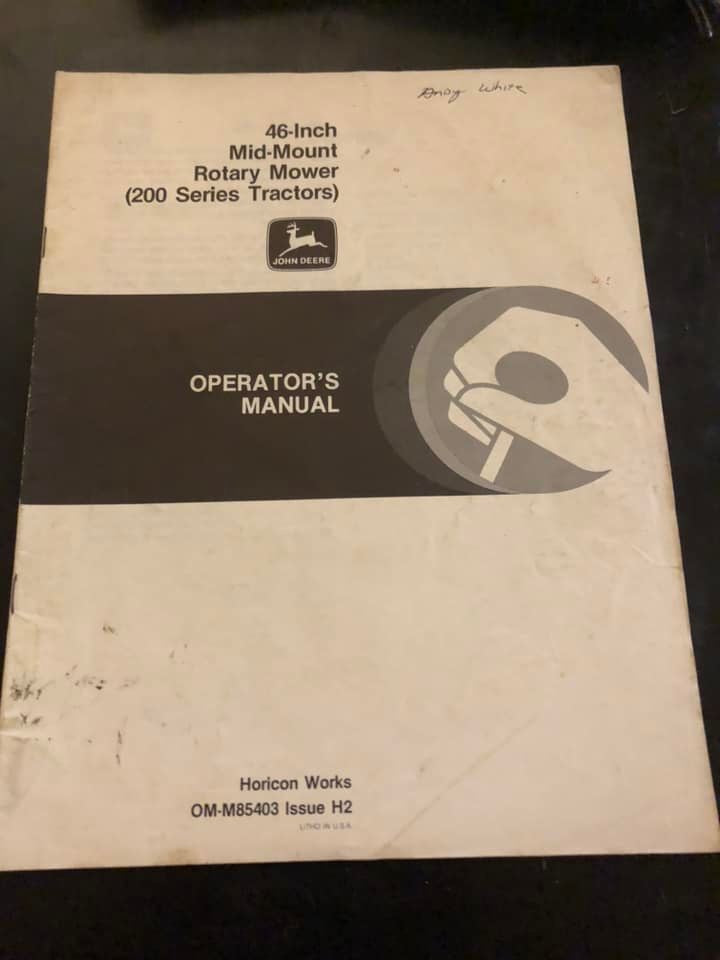 Andy White
46-Inch
Mid-Mount
Rotary Mower
(200 Series Tractors)
JOHN DEERE
OPERATOR'S
MANUAL
Horicon Works
OM-M85403 Issue H2
LITHO IN U.S.A.